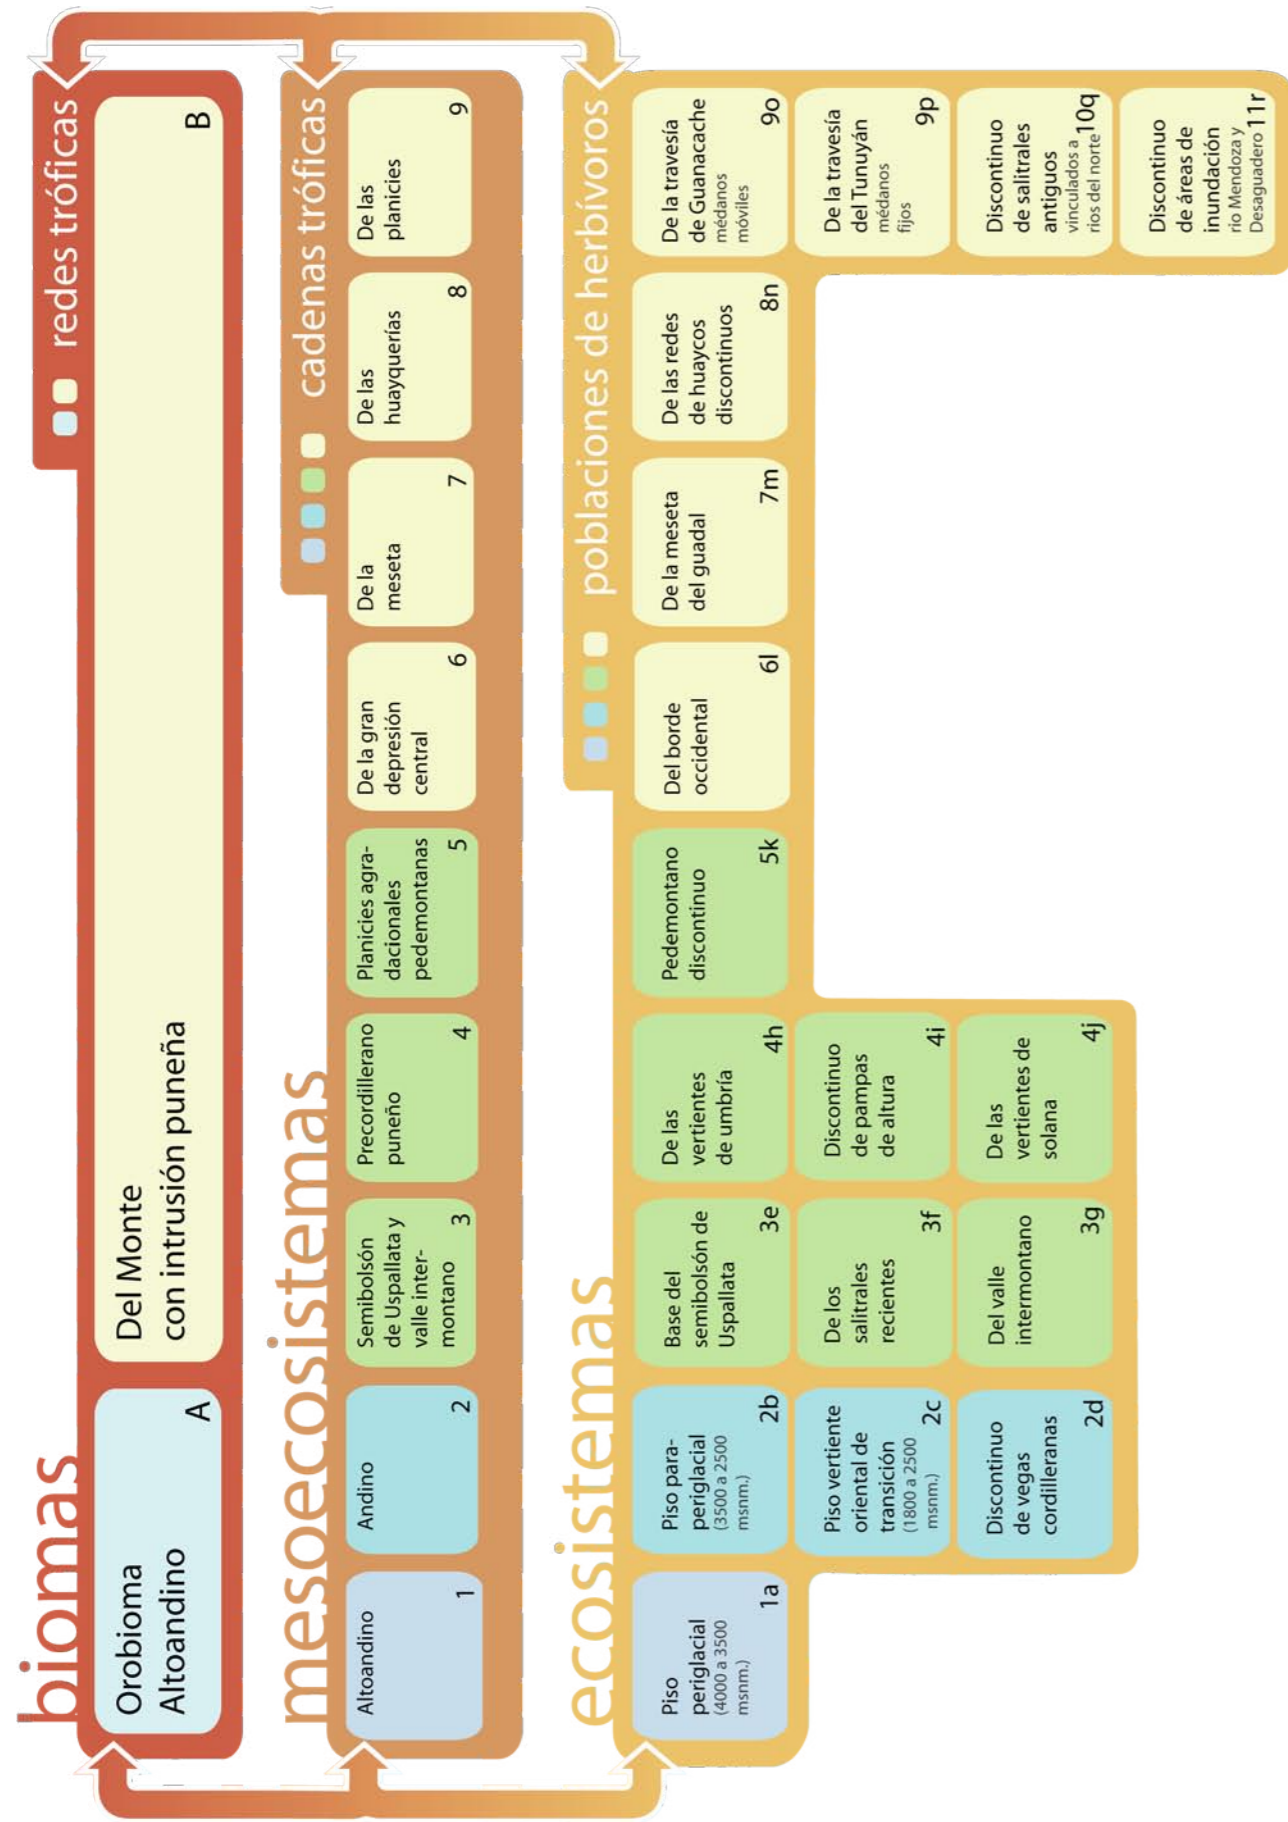 biomas
redes tróficas
Orobioma
Altoandino
A
Del Monte
con intrusión puneña
B
mesoecosistemas
cadenas tróficas
Altoandino
1
Andino
2
Semibolsón
de Uspallata y
valle inter-
montano
3
Precordillerano
puneño
4
Planicies agra-
dacionales
pedemontanas
5
De la gran
depresión
central
6
De la
meseta
7
De las
huayquerías
8
De las
planicies
9
ecosistemas
poblaciones de herbívoros
Piso
periglacial
(4000 a 3500
msnm.)
1a
Piso para-
periglacial
(3500 a 2500
msnm.)
2b
Base del
semibolsón de
Uspallata
3e
De las
vertientes
de umbría
4h
Pedemontano
discontinuo
5k
Del borde
occidental
6l
De la meseta
del guadal
7m
De las redes
de huaycos
discontinuos
8n
De la travesía
de Guanacache
médanos
móviles
9o
Piso vertiente
oriental de
transición
(1800 a 2500
msnm.)
2c
De los
salitrales
recientes
3f
Discontinuo
de pampas
de altura
4i
De la travesía
del Tunuyán
médanos
fijos
9p
Discontinuo
de vegas
cordilleranas
2d
Del valle
intermontano
3g
De las
vertientes de
solana
4j
Discontinuo
de salitrales
antiguos
vinculados a
ríos del norte
10q
Discontinuo
de áreas de
inundación
río Mendoza y
Desaguadero
11r